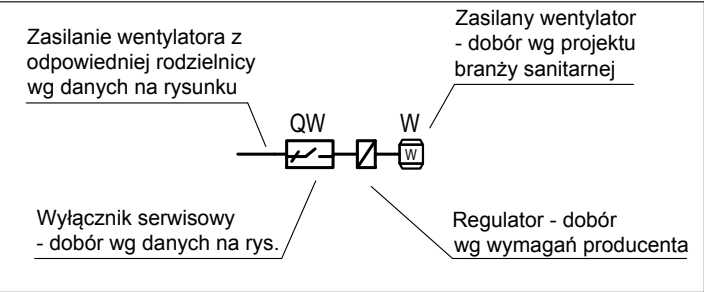 Zasilanie wentylatora z
odpowiedniej rodzielnicy
wg danych na rysunku
Zasilany wentylator
- dobór wg projektu
branży sanitarnej
QW
W
W
Wyłącznik serwisowy
- dobór wg danych na rys.
Regulator - dobór
wg wymagań producenta